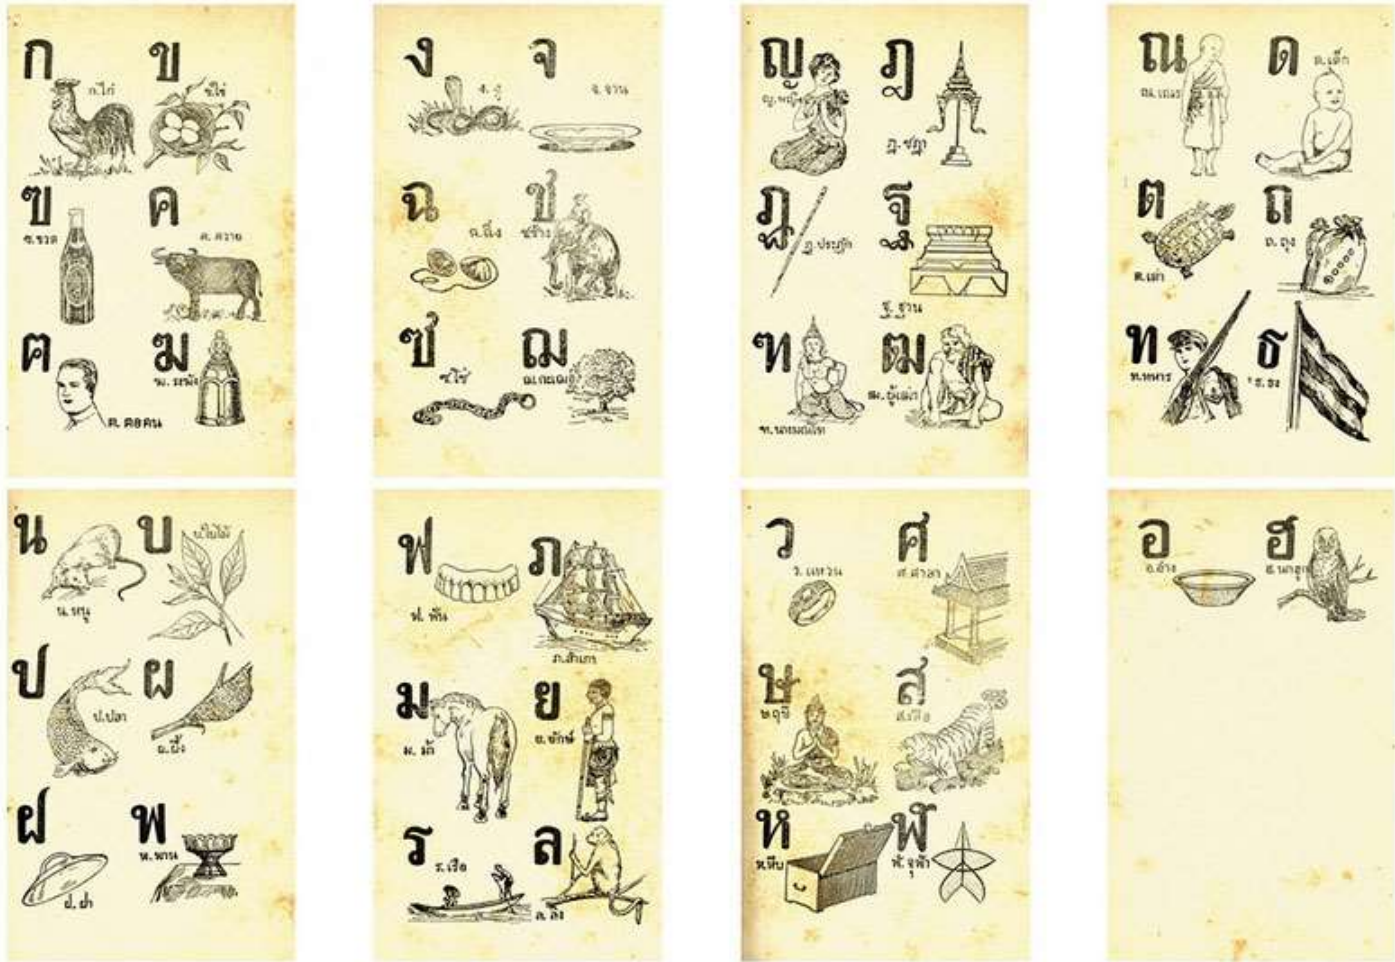 ก ข
ก.ไก่ ข.ไข่
ฃ ค
ฃ.ขวด ค.ควาย
ฅ ฆ
ฅ.ฅอฅน ฆ.ระฆัง
ง จ
ง.งู จ.จาน
ฉ ช
ฉ.ฉิ่ง ช.ช้าง
ซ ฌ
ซ.โซ่ ฌ.กะเฌอ
ญ ฎ
ญ.หญิง ฎ.ชฎา
ฏ ฐ
ฏ.ประฏัก ฐ.ฐาน
ฑ ฒ
ฑ.นางมณโฑ ฒ.ผู้เฒ่า
ณ ด
ณ.เณร ด.เด็ก
ต ถ
ต.เต่า ถ.ถุง
ท ธ
ท.ทหาร ธ.ธง
น บ
น.หนู บ.ใบไม้
ป ผ
ป.ปลา ผ.ผึ้ง
ฝ พ
ฝ.ฝา พ.พาน
ฟ ภ
ฟ.ฟัน ภ.สำเภา
ม ย
ม.ม้า ย.ยักษ์
ร ล
ร.เรือ ล.ลิง
ว ศ
ว.แหวน ศ.ศาลา
ษ ส
ษ.ฤๅษี ส.เสือ
ห ฬ
ห.หีบ ฬ.จุฬา
อ ฮ
อ.อ่าง ฮ.นกฮูก